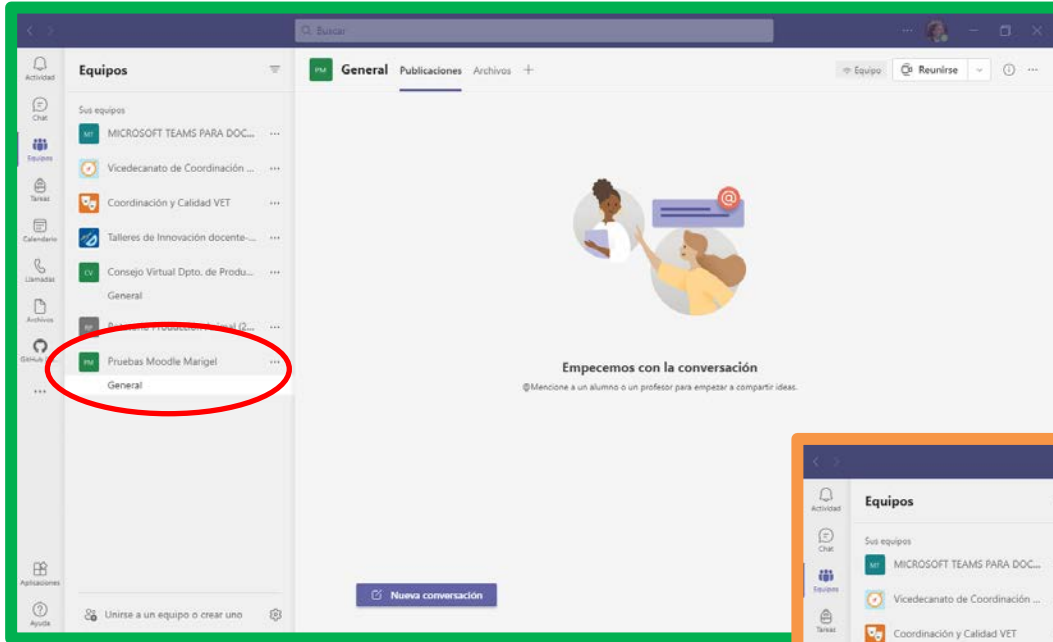 Buscar
Actividad
Chat
Equipos
Tareas
Calendario
Llamadas
Archivos
Aplicaciones
Ayuda
Equipos
Sus equipos
MT MICROSOFT TEAMS PARA DOC...
Vicedecanato de Coordinación ...
Coordinación y Calidad VET
Talleres de Innovación docente-...
CV Consejo Virtual Dpto. de Produ...
General
PM Pruebas Moodle Marigel
General
Unirse a un equipo o crear uno
PM General Publicaciones Archivos +
Equipo Reunirse
Empecemos con la conversación
@Mencione a un alumno o un profesor para empezar a compartir ideas.
Nueva conversación
Actividad
Chat
Equipos
Tareas
Equipos
Sus equipos
MT MICROSOFT TEAMS PARA DOC...
Vicedecanato de Coordinación ...
Coordinación y Calidad VET